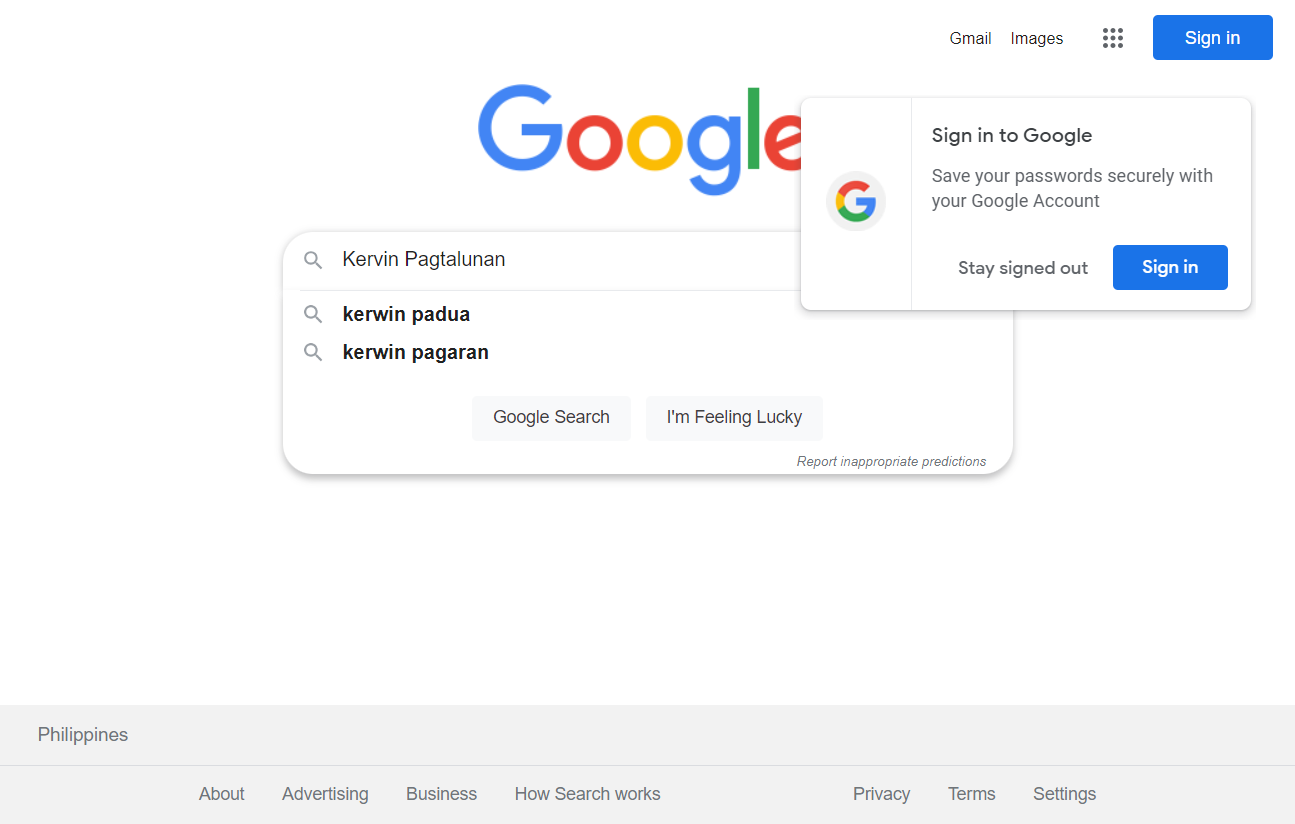 Gmail Images Sign in
Google
Sign in to Google
Save your passwords securely with
your Google Account
Stay signed out Sign in
Kervin Pagtalunan
kerwin padua
kerwin pagaran
Google Search I'm Feeling Lucky
Report inappropriate predictions
Philippines
About Advertising Business How Search works Privacy Terms Settings